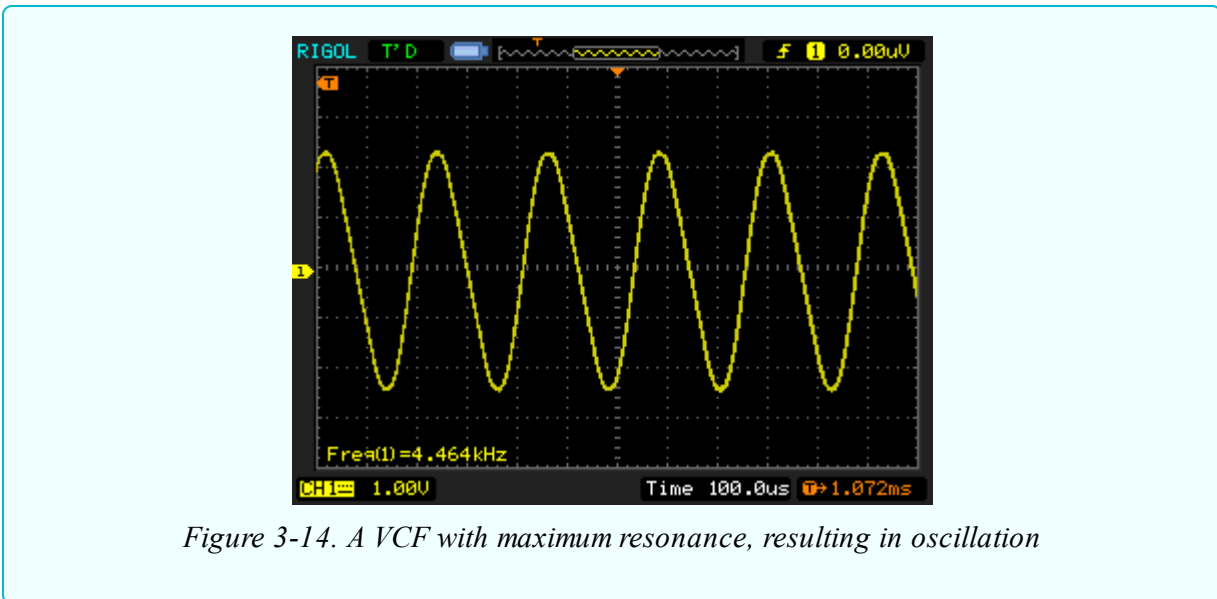 RIGOL T'D T 1 0.00uV
T
1
Freq(1)=4.464kHz
CH1 1.00V Time 100.0us T→1.072ms
Figure 3-14. A VCF with maximum resonance, resulting in oscillation